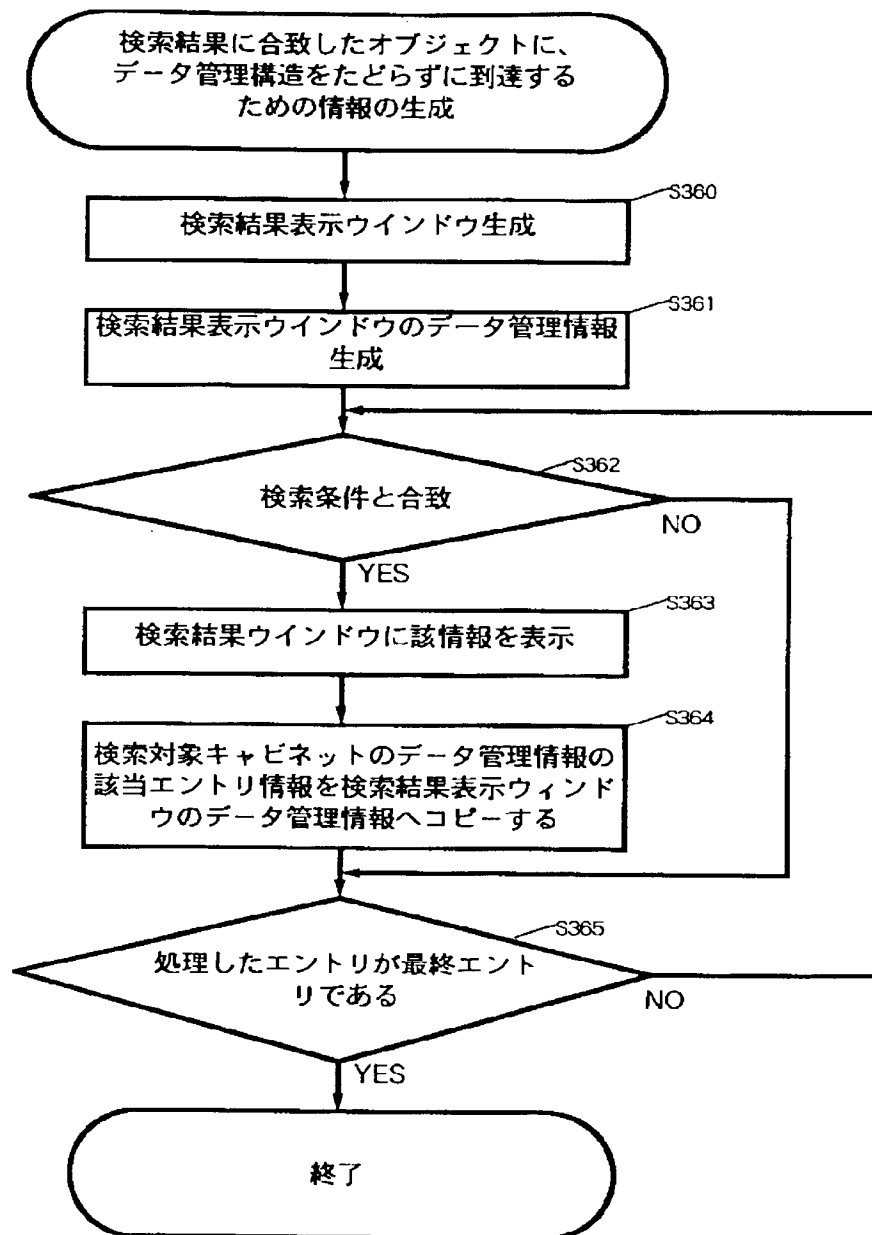 検索結果に合致したオブジェクトに、
データ管理構造をたどらずに到達する
ための情報の生成
S360
検索結果表示ウインドウ生成
S361
検索結果表示ウインドウのデータ管理情報
生成
S362
検索条件と合致
NO
YES
S363
検索結果ウインドウに該情報を表示
S364
検索対象キャビネットのデータ管理情報の
該当エントリ情報を検索結果表示ウィンド
ウのデータ管理情報へコピーする
S365
処理したエントリが最終エント
リである
NO
YES
終了